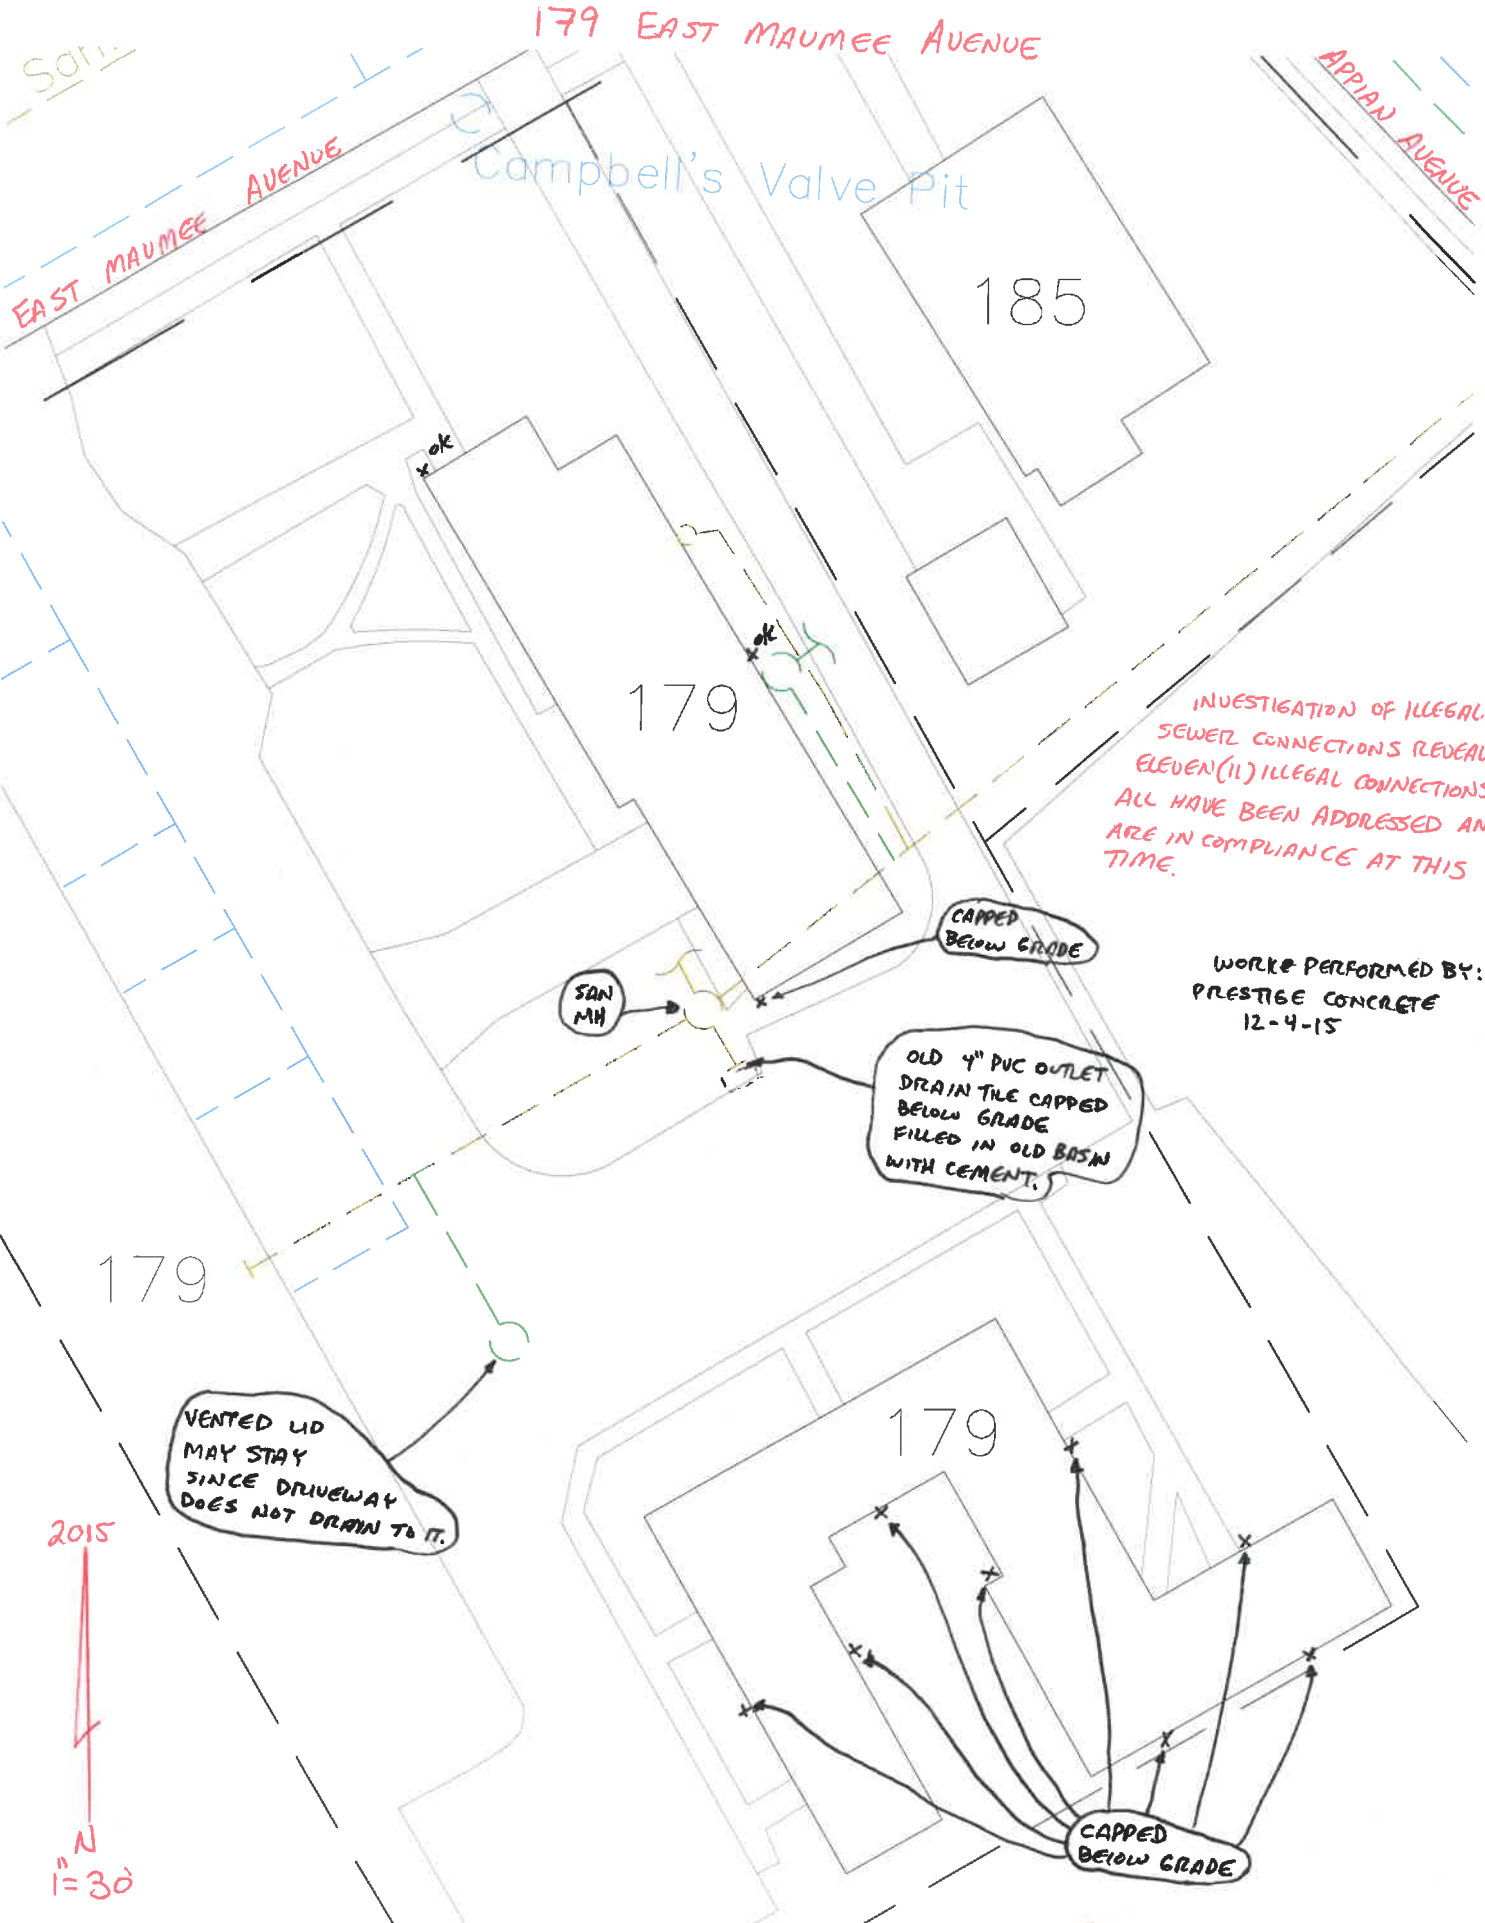 179 EAST MAUMEE AVENUE
San.
EAST MAUMEE AVENUE
APPIAN AVENUE
Campbell's Valve Pit
185
ok
ok
179
INVESTIGATION OF ILLEGAL
SEWER CONNECTIONS REVEAL
ELEVEN (11) ILLEGAL CONNECTIONS
ALL HAVE BEEN ADDRESSED AN
ARE IN COMPLIANCE AT THIS
TIME.
CAPPED
BELOW GRADE
WORK PERFORMED BY:
PRESTIGE CONCRETE
12-4-15
SAN
MH
OLD 4" PVC OUTLET
DRAIN TILE CAPPED
BELOW GRADE
FILLED IN OLD BASIN
WITH CEMENT.
179
VENTED LID
MAY STAY
SINCE DRIVEWAY
DOES NOT DRAIN TO IT.
179
2015
N
1"=30'
CAPPED
BELOW GRADE